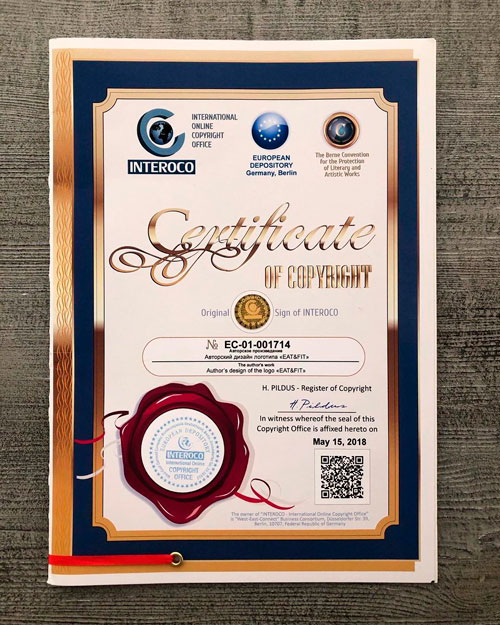 INTEROCO
INTERNATIONAL
ONLINE
COPYRIGHT
OFFICE
EUROPEAN
DEPOSITORY
Germany, Berlin
The Berne Convention
for the Protection
of Literary and
Artistic Works
Certificate
OF COPYRIGHT
Original
Sign of INTEROCO
№ EC-01-001714
Авторское произведение
Авторский дизайн логотипа «EAT&FIT»
The author's work
Author's design of the logo «EAT&FIT»
H. PILDUS - Register of Copyright
H. Pildus
In witness whereof the seal of this
Copyright Office is affixed hereto on
May 15, 2018
EUROPEAN DEPOSITORY
INTEROCO
International Online
COPYRIGHT
OFFICE
The owner of "INTEROCO - International Online Copyright Office"
is "West-East-Connect" Business Consortium, Düsseldorfer Str. 35,
Berlin, 10707, Federal Republic of Germany